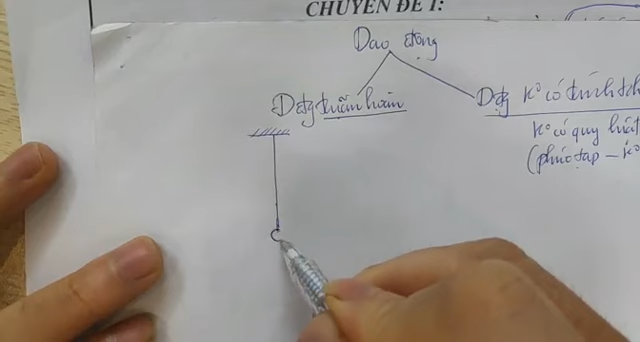 CHUYÊN ĐỀ 1:
Dao động
Dđg tuần hoàn
Dđg k° có tính
k° có quy luật
(phức tạp – k°